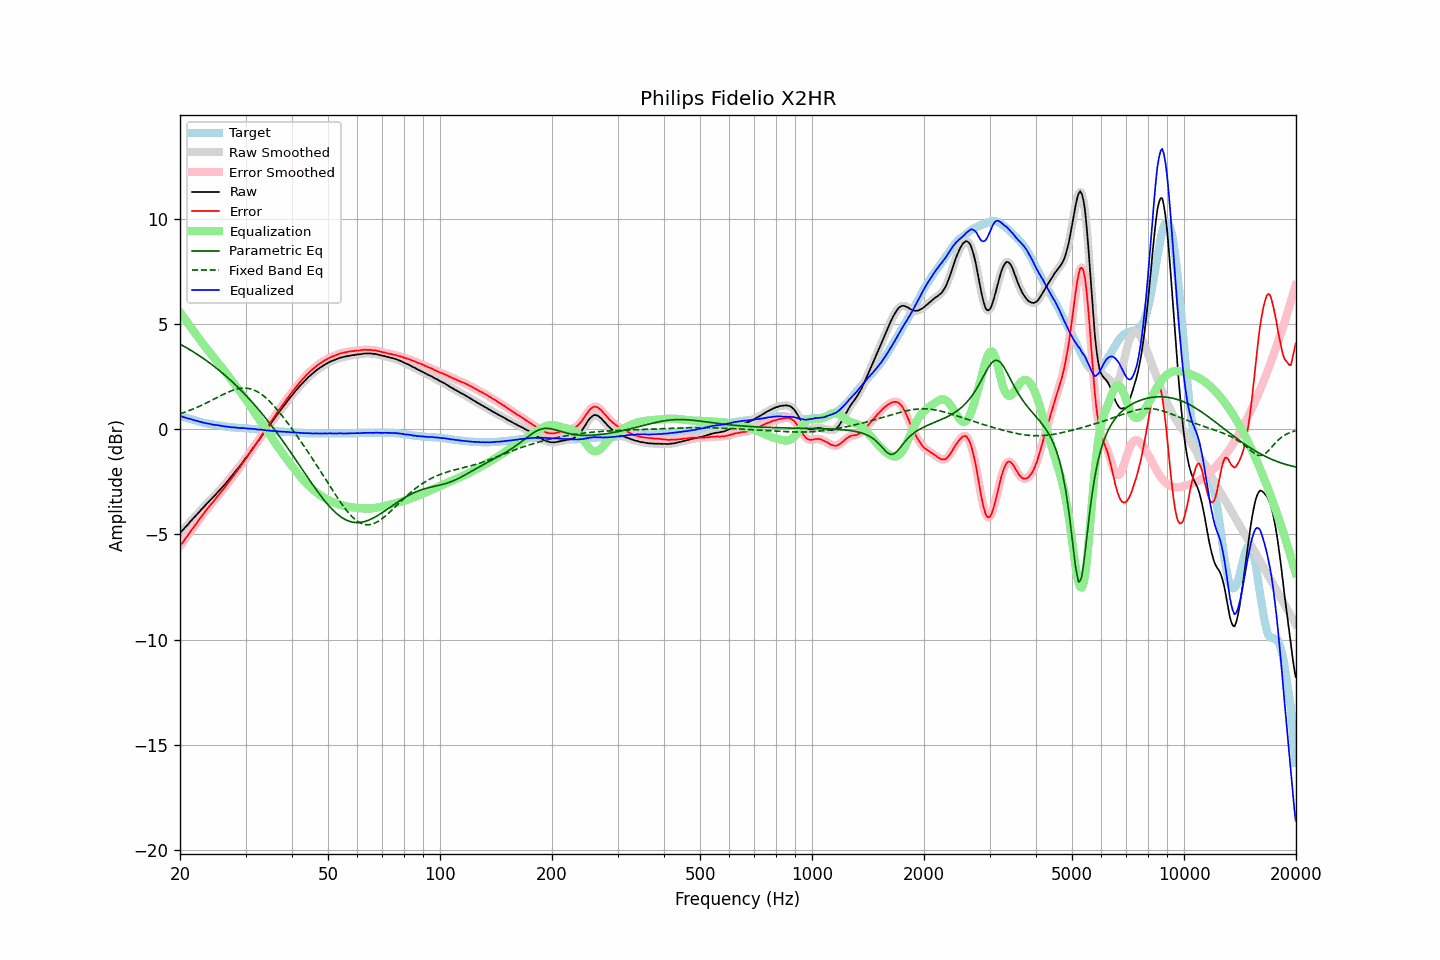 Philips Fidelio X2HR
Target
Raw Smoothed
Error Smoothed
Raw
Error
Equalization
Parametric Eq
Fixed Band Eq
Equalized
Amplitude (dBr)
10
5
0
−5
−10
−15
−20
20 50 100 200 500 1000 2000 5000 10000 20000
Frequency (Hz)